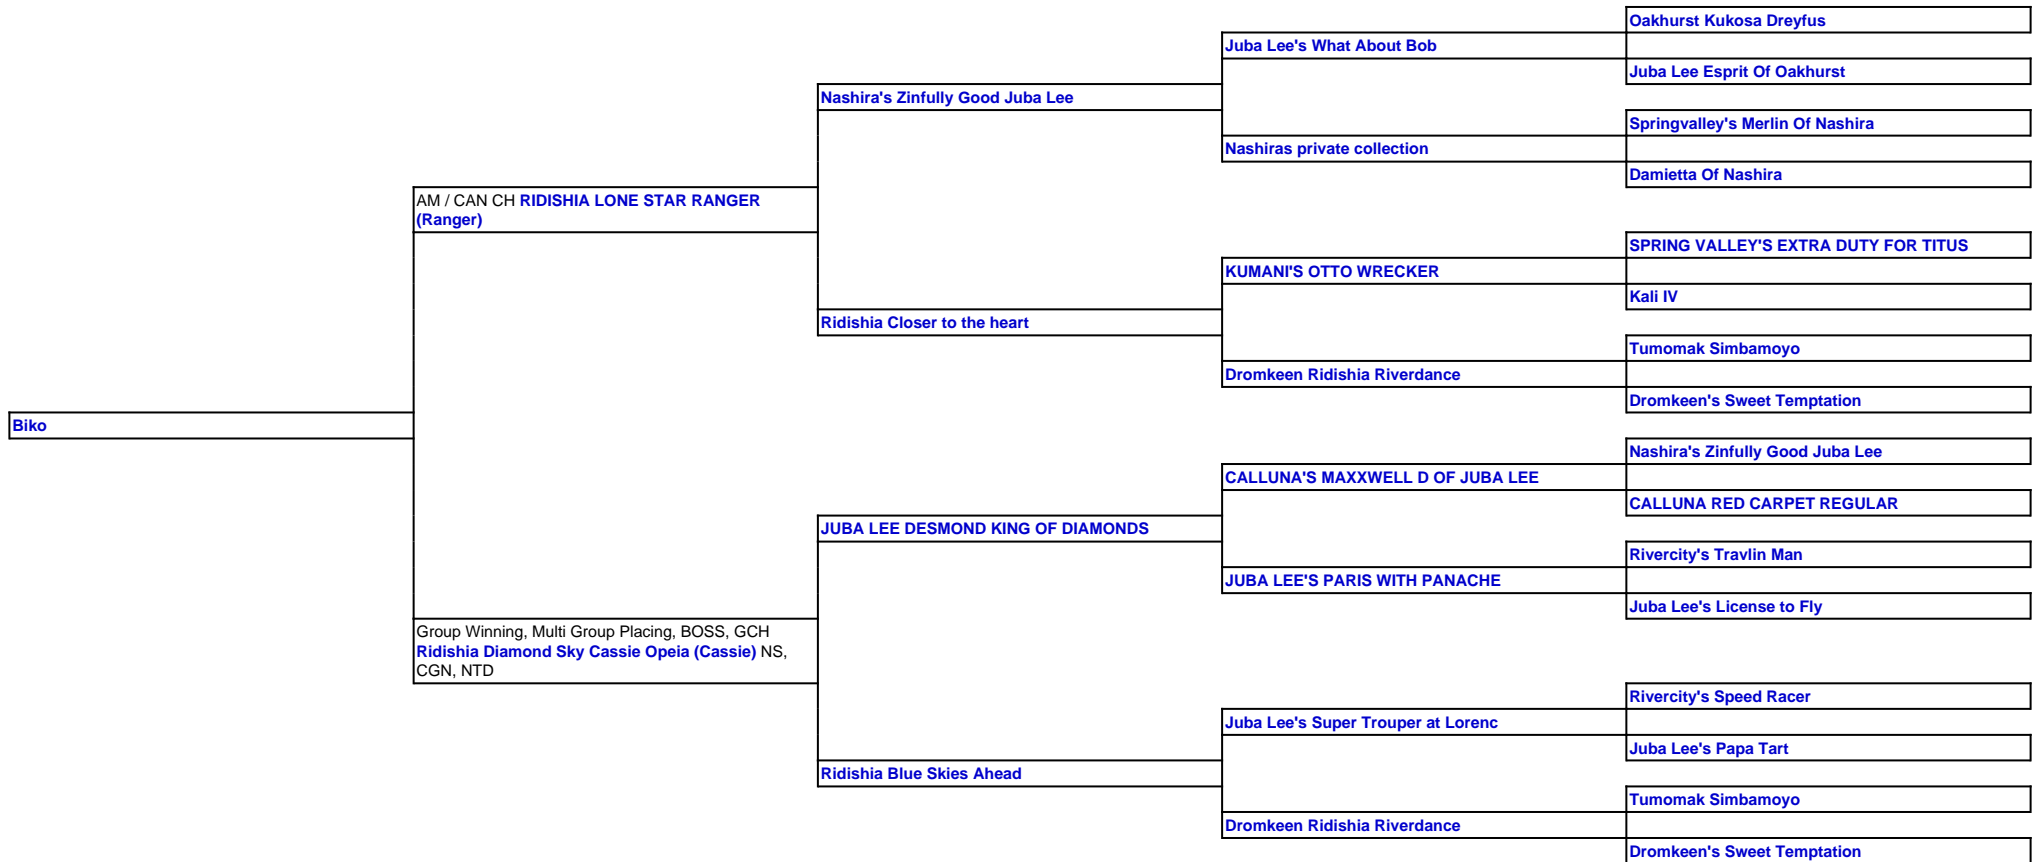 Oakhurst Kukosa Dreyfus
Juba Lee's What About Bob
Juba Lee Esprit Of Oakhurst
Nashira's Zinfully Good Juba Lee
Springvalley's Merlin Of Nashira
Nashiras private collection
Damietta Of Nashira
AM / CAN CH RIDISHIA LONE STAR RANGER
(Ranger)
SPRING VALLEY'S EXTRA DUTY FOR TITUS
KUMANI'S OTTO WRECKER
Kali IV
Ridishia Closer to the heart
Tumomak Simbamoyo
Dromkeen Ridishia Riverdance
Dromkeen's Sweet Temptation
Biko
Nashira's Zinfully Good Juba Lee
CALLUNA'S MAXXWELL D OF JUBA LEE
CALLUNA RED CARPET REGULAR
JUBA LEE DESMOND KING OF DIAMONDS
Rivercity's Travlin Man
JUBA LEE'S PARIS WITH PANACHE
Juba Lee's License to Fly
Group Winning, Multi Group Placing, BOSS, GCH
Ridishia Diamond Sky Cassie Opeia (Cassie) NS,
CGN, NTD
Rivercity's Speed Racer
Juba Lee's Super Trouper at Lorenc
Juba Lee's Papa Tart
Ridishia Blue Skies Ahead
Tumomak Simbamoyo
Dromkeen Ridishia Riverdance
Dromkeen's Sweet Temptation